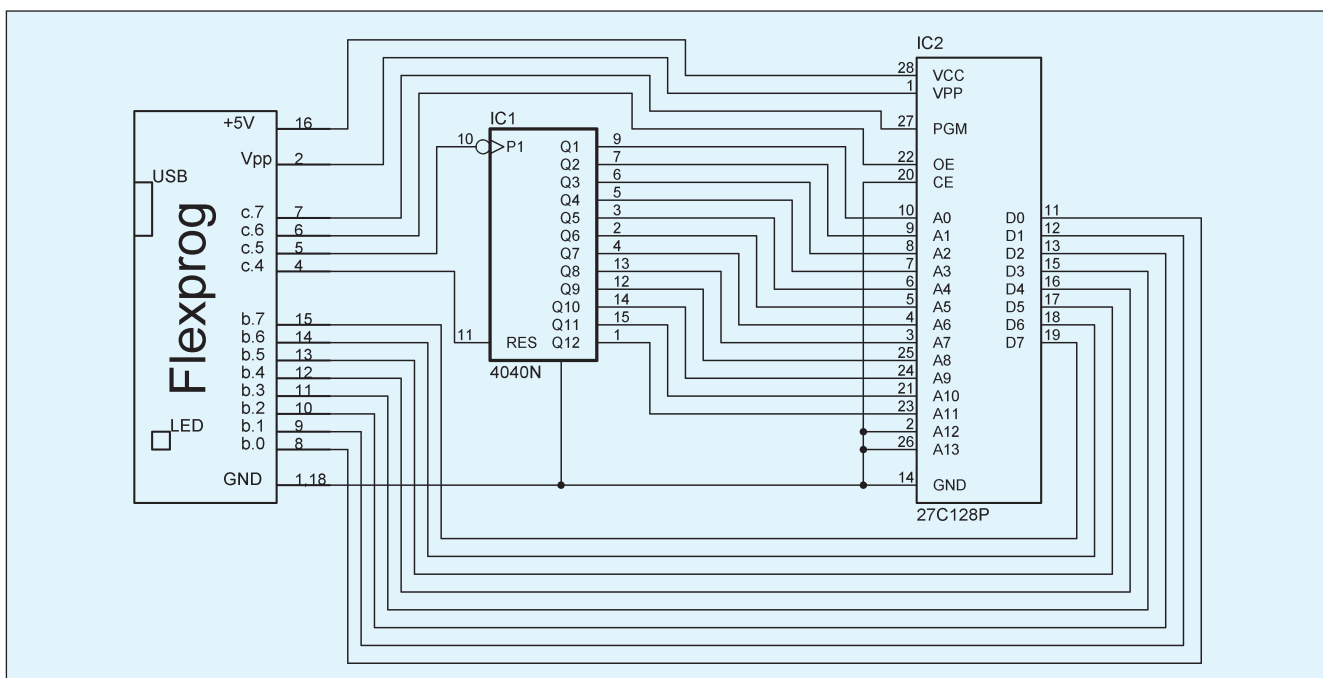 IC2
28 VCC
1 VPP
27 PGM
22 OE
20 CE
10 A0
9 A1
8 A2
7 A3
6 A4
5 A5
4 A6
3 A7
25 A8
24 A9
21 A10
23 A11
2 A12
26 A13
14 GND
D0 11
D1 12
D2 13
D3 15
D4 16
D5 17
D6 18
D7 19
27C128P
IC1
10 P1
11 RES
Q1 9
Q2 7
Q3 6
Q4 5
Q5 3
Q6 2
Q7 4
Q8 13
Q9 12
Q10 14
Q11 15
Q12 1
4040N
+5V 16
Vpp 2
USB
Flexprog
c.7 7
c.6 6
c.5 5
c.4 4
b.7 15
b.6 14
b.5 13
b.4 12
b.3 11
b.2 10
b.1 9
b.0 8
LED
GND 1,18